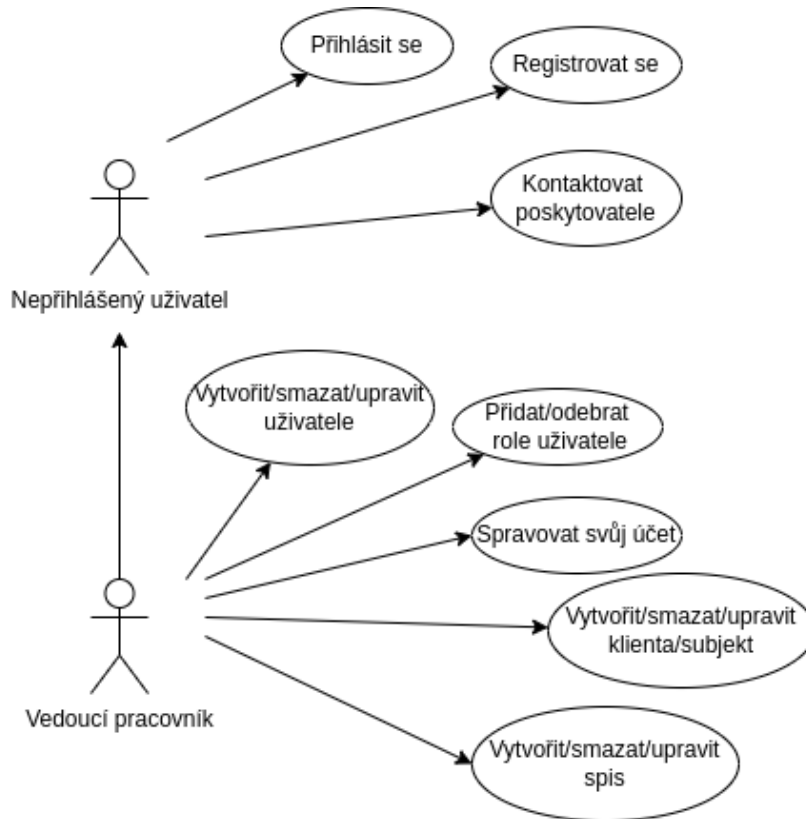 Přihlásit se
Registrovat se
Kontaktovat
poskytovatele
Nepřihlášený uživatel
Vytvořit/smazat/upravit
uživatele
Přidat/odebrat
role uživatele
Spravovat svůj účet
Vytvořit/smazat/upravit
klienta/subjekt
Vedoucí pracovník
Vytvořit/smazat/upravit
spis